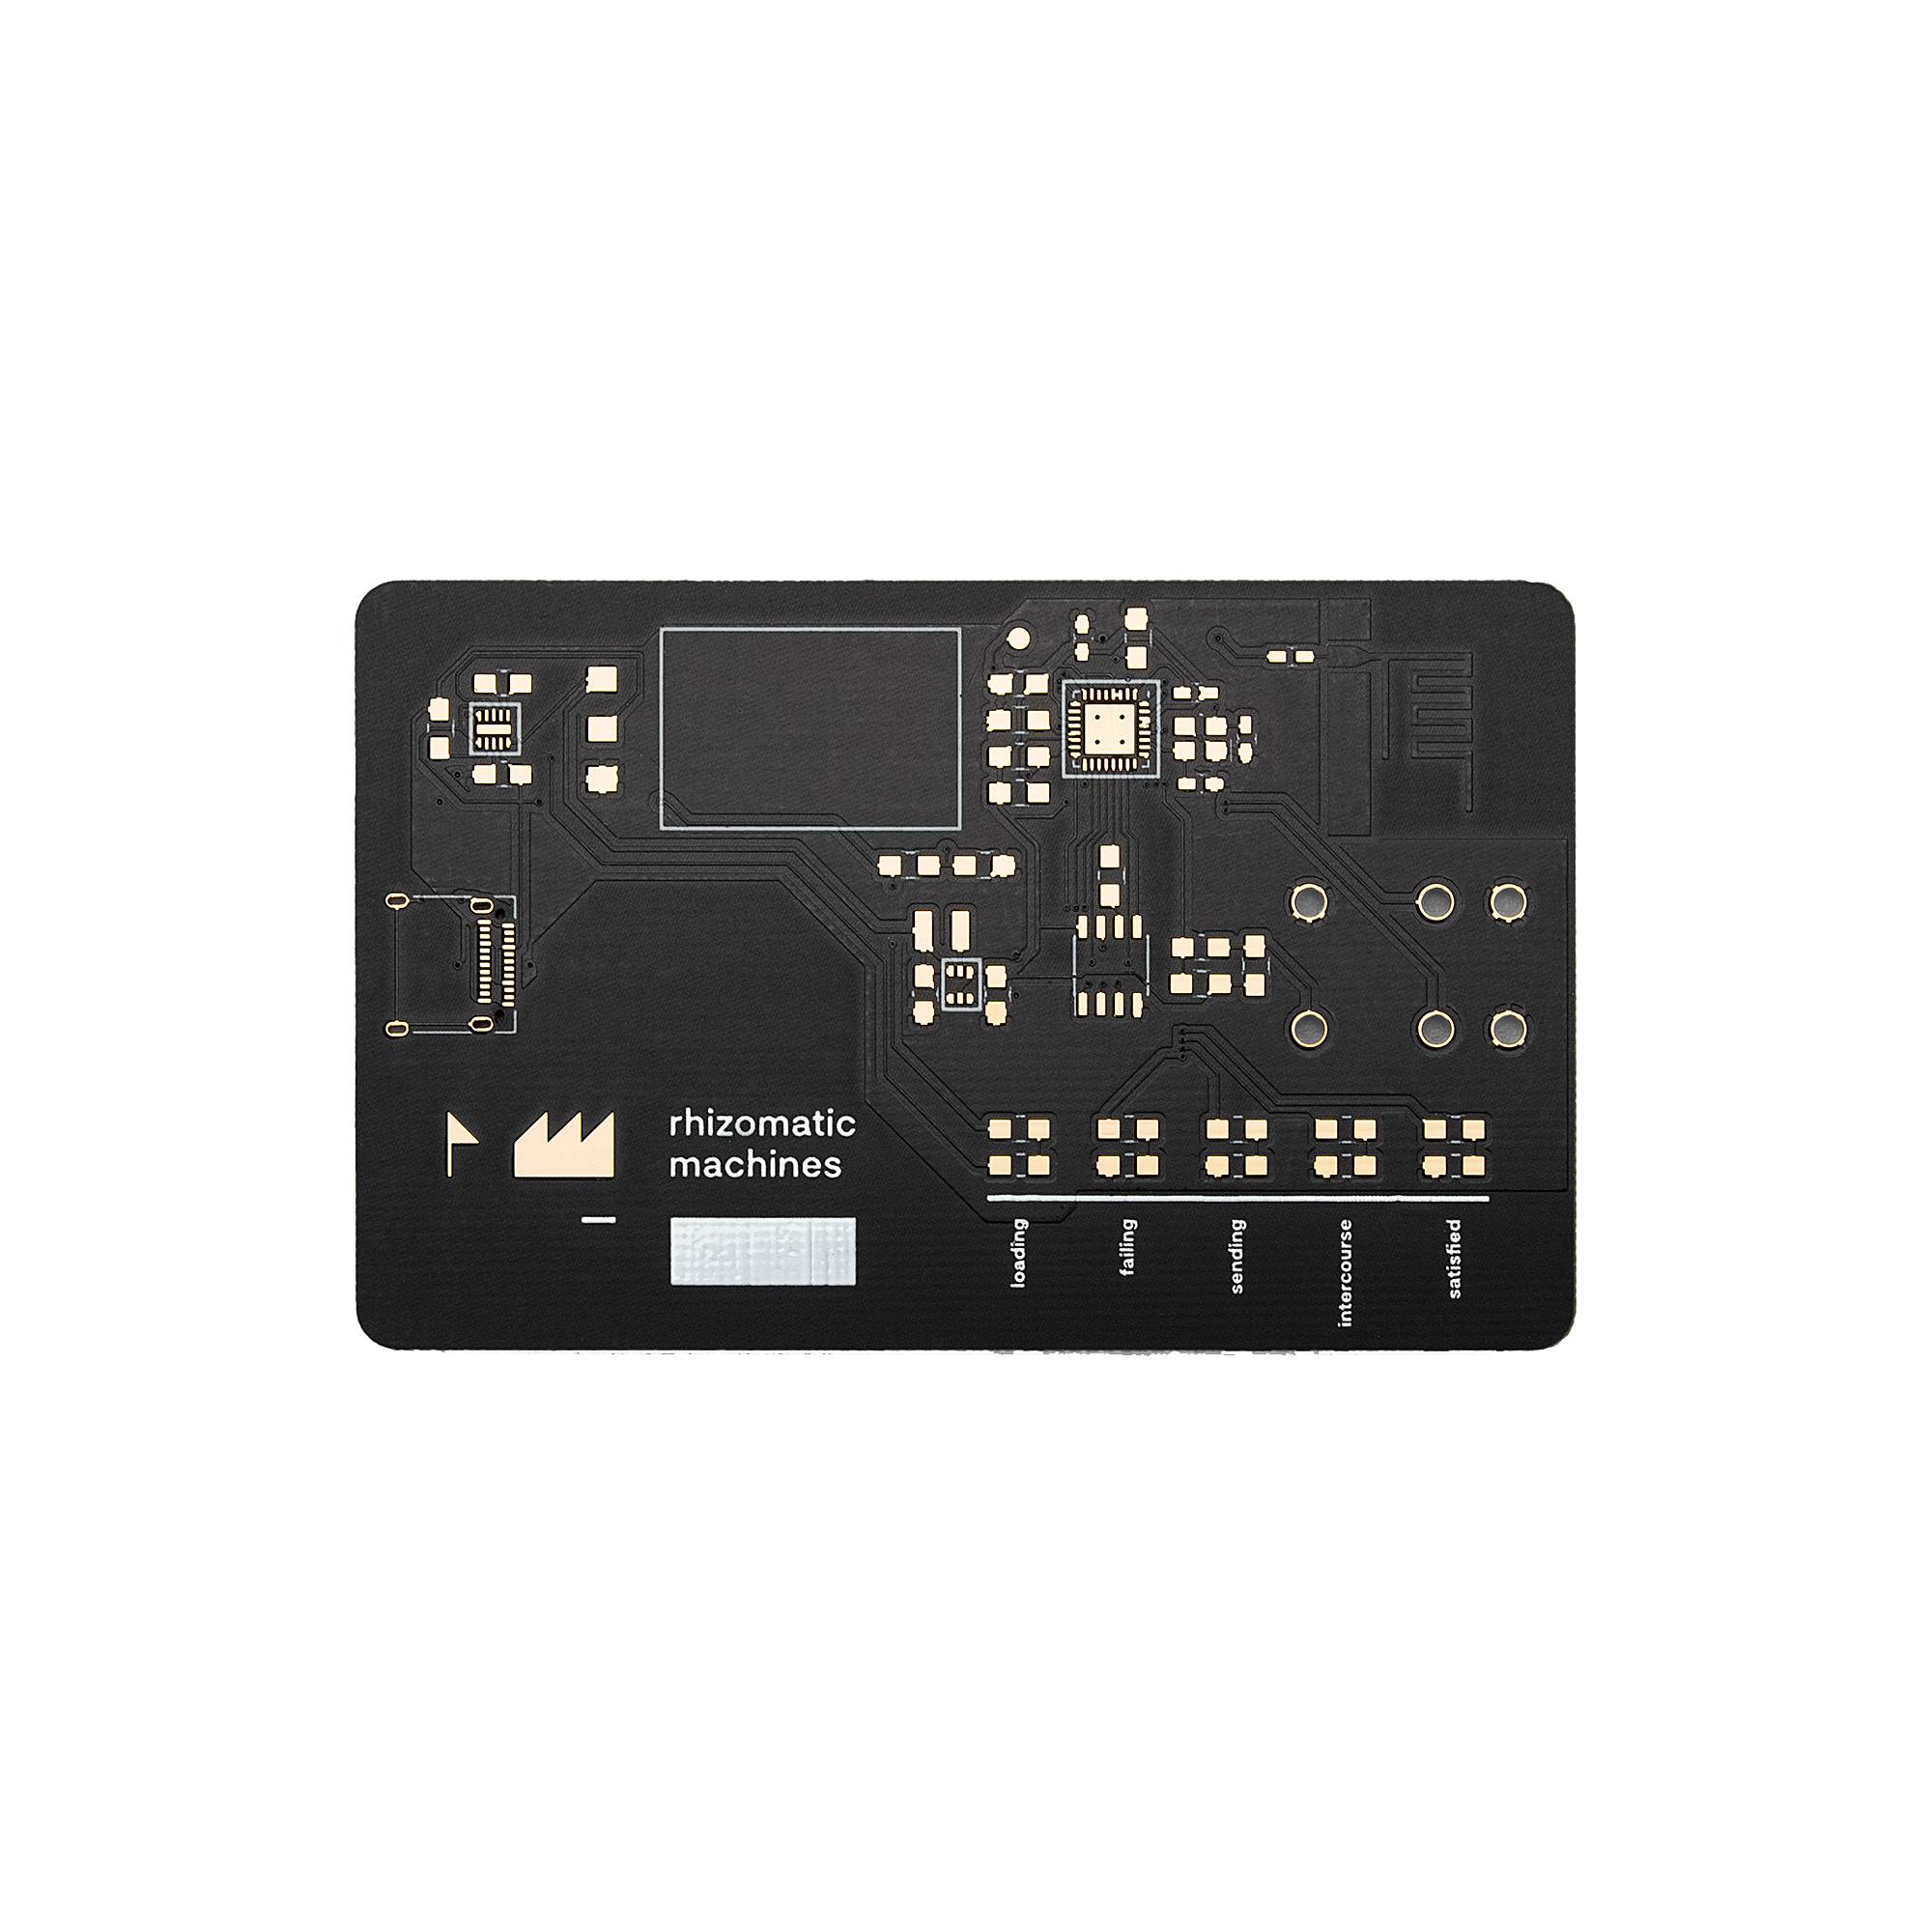 rhizomatic
machines
loading
failing
sending
intercourse
satisfied